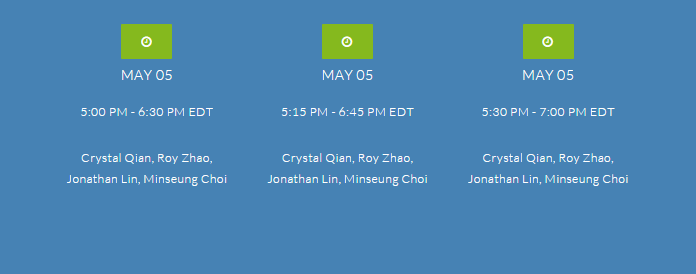 MAY 05
5:00 PM - 6:30 PM EDT
Crystal Qian, Roy Zhao,
Jonathan Lin, Minseung Choi
MAY 05
5:15 PM - 6:45 PM EDT
Crystal Qian, Roy Zhao,
Jonathan Lin, Minseung Choi
MAY 05
5:30 PM - 7:00 PM EDT
Crystal Qian, Roy Zhao,
Jonathan Lin, Minseung Choi